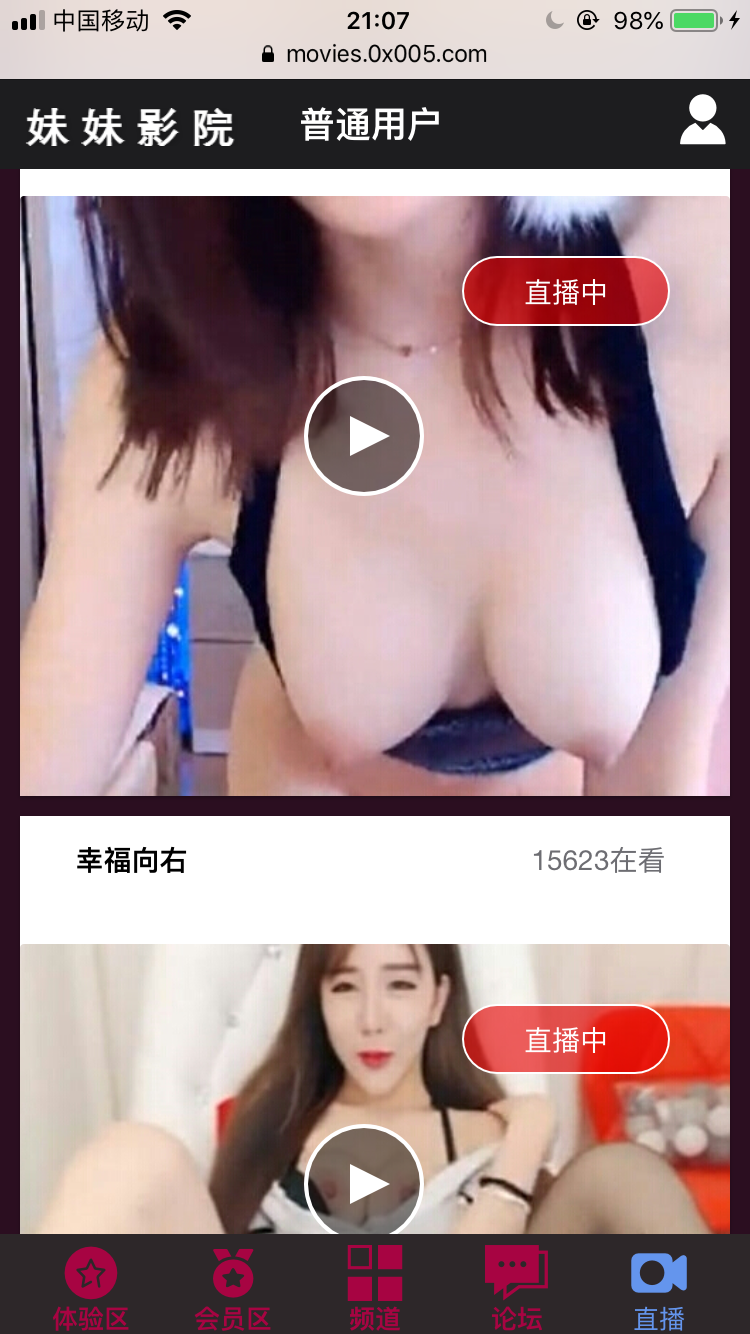 中国移动 21:07 98%
movies.0x005.com
妹妹影院 普通用户
直播中
幸福向右 15623在看
直播中
体验区 会员区 频道 论坛 直播